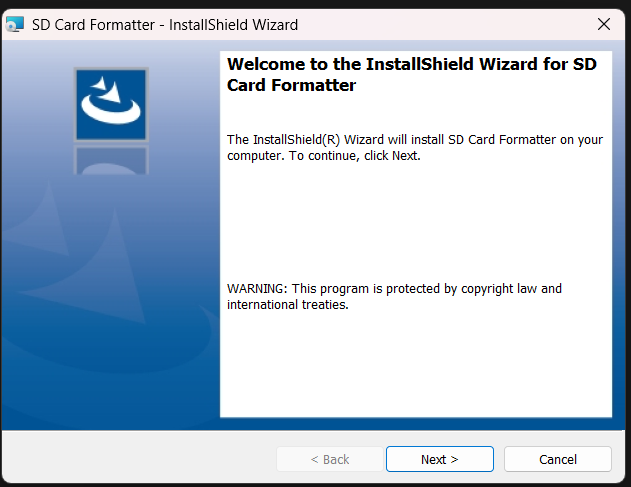 SD Card Formatter - InstallShield Wizard
Welcome to the InstallShield Wizard for SD
Card Formatter
The InstallShield(R) Wizard will install SD Card Formatter on your
computer. To continue, click Next.
WARNING: This program is protected by copyright law and
international treaties.
< Back
Next >
Cancel